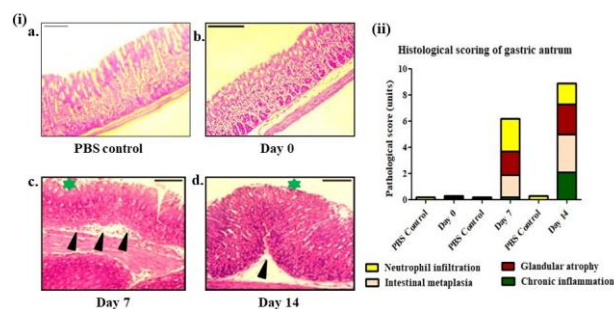 (i)
a.
b.
PBS control
Day 0
c.
d.
Day 7
Day 14
(ii)
Histological scoring of gastric antrum
Pathological score (units)
10
8
6
4
2
0
PBS Control
Day 0
PBS Control
Day 7
PBS Control
Day 14
Neutrophil infiltration
Glandular atrophy
Intestinal metaplasia
Chronic inflammation